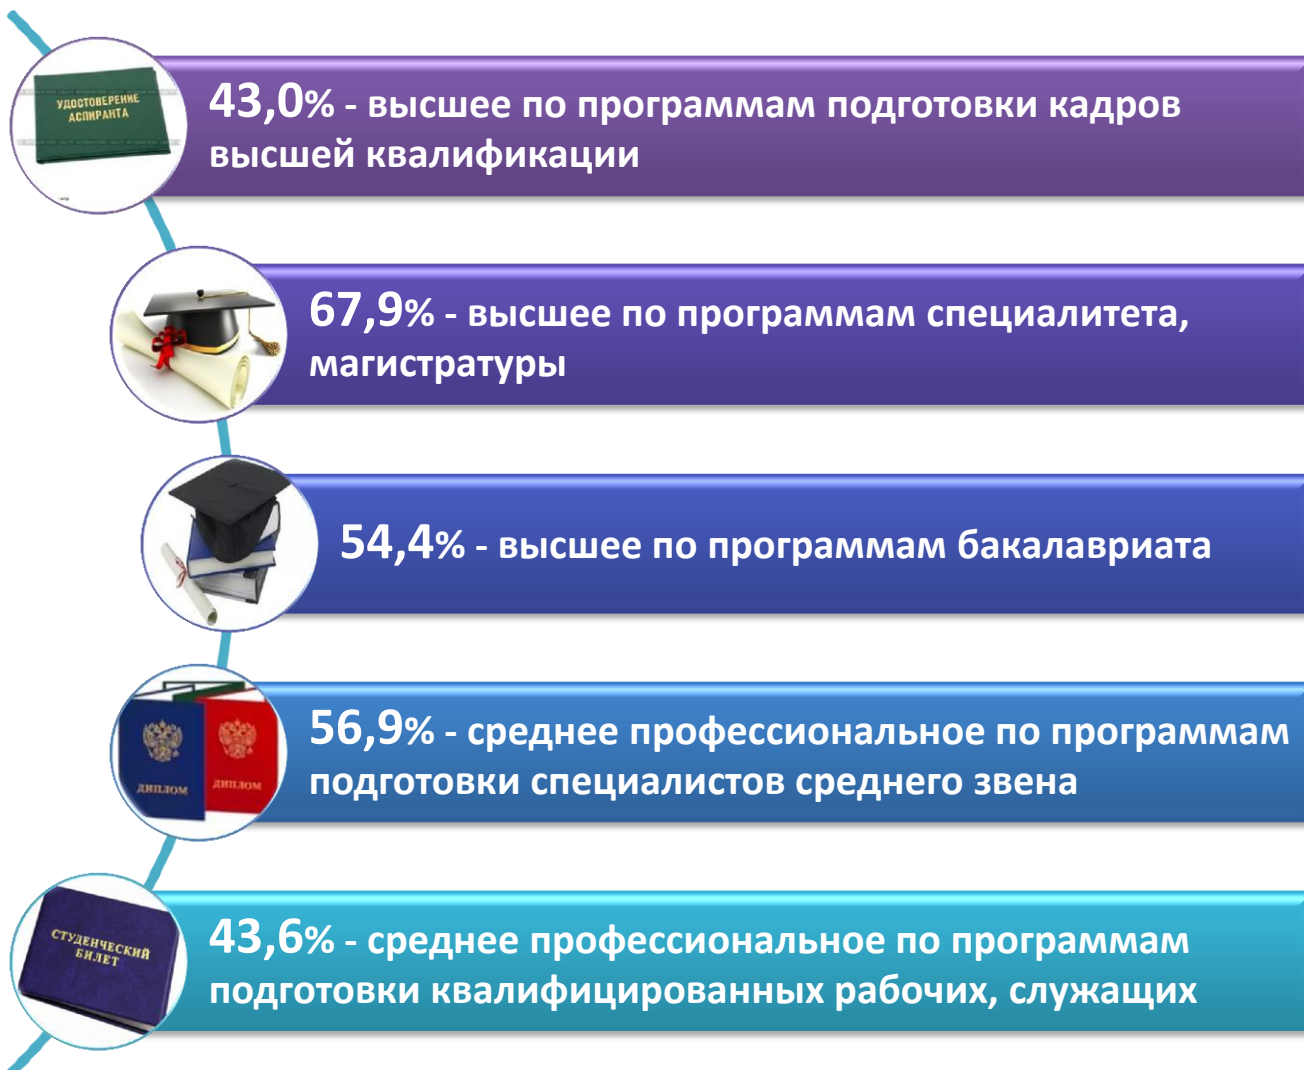 УДОСТОВЕРЕНИЕ
АСПИРАНТА
43,0% - высшее по программам подготовки кадров
высшей квалификации
67,9% - высшее по программам специалитета,
магистратуры
54,4% - высшее по программам бакалавриата
ДИПЛОМ
ДИПЛОМ
56,9% - среднее профессиональное по программам
подготовки специалистов среднего звена
СТУДЕНЧЕСКИЙ
БИЛЕТ
43,6% - среднее профессиональное по программам
подготовки квалифицированных рабочих, служащих